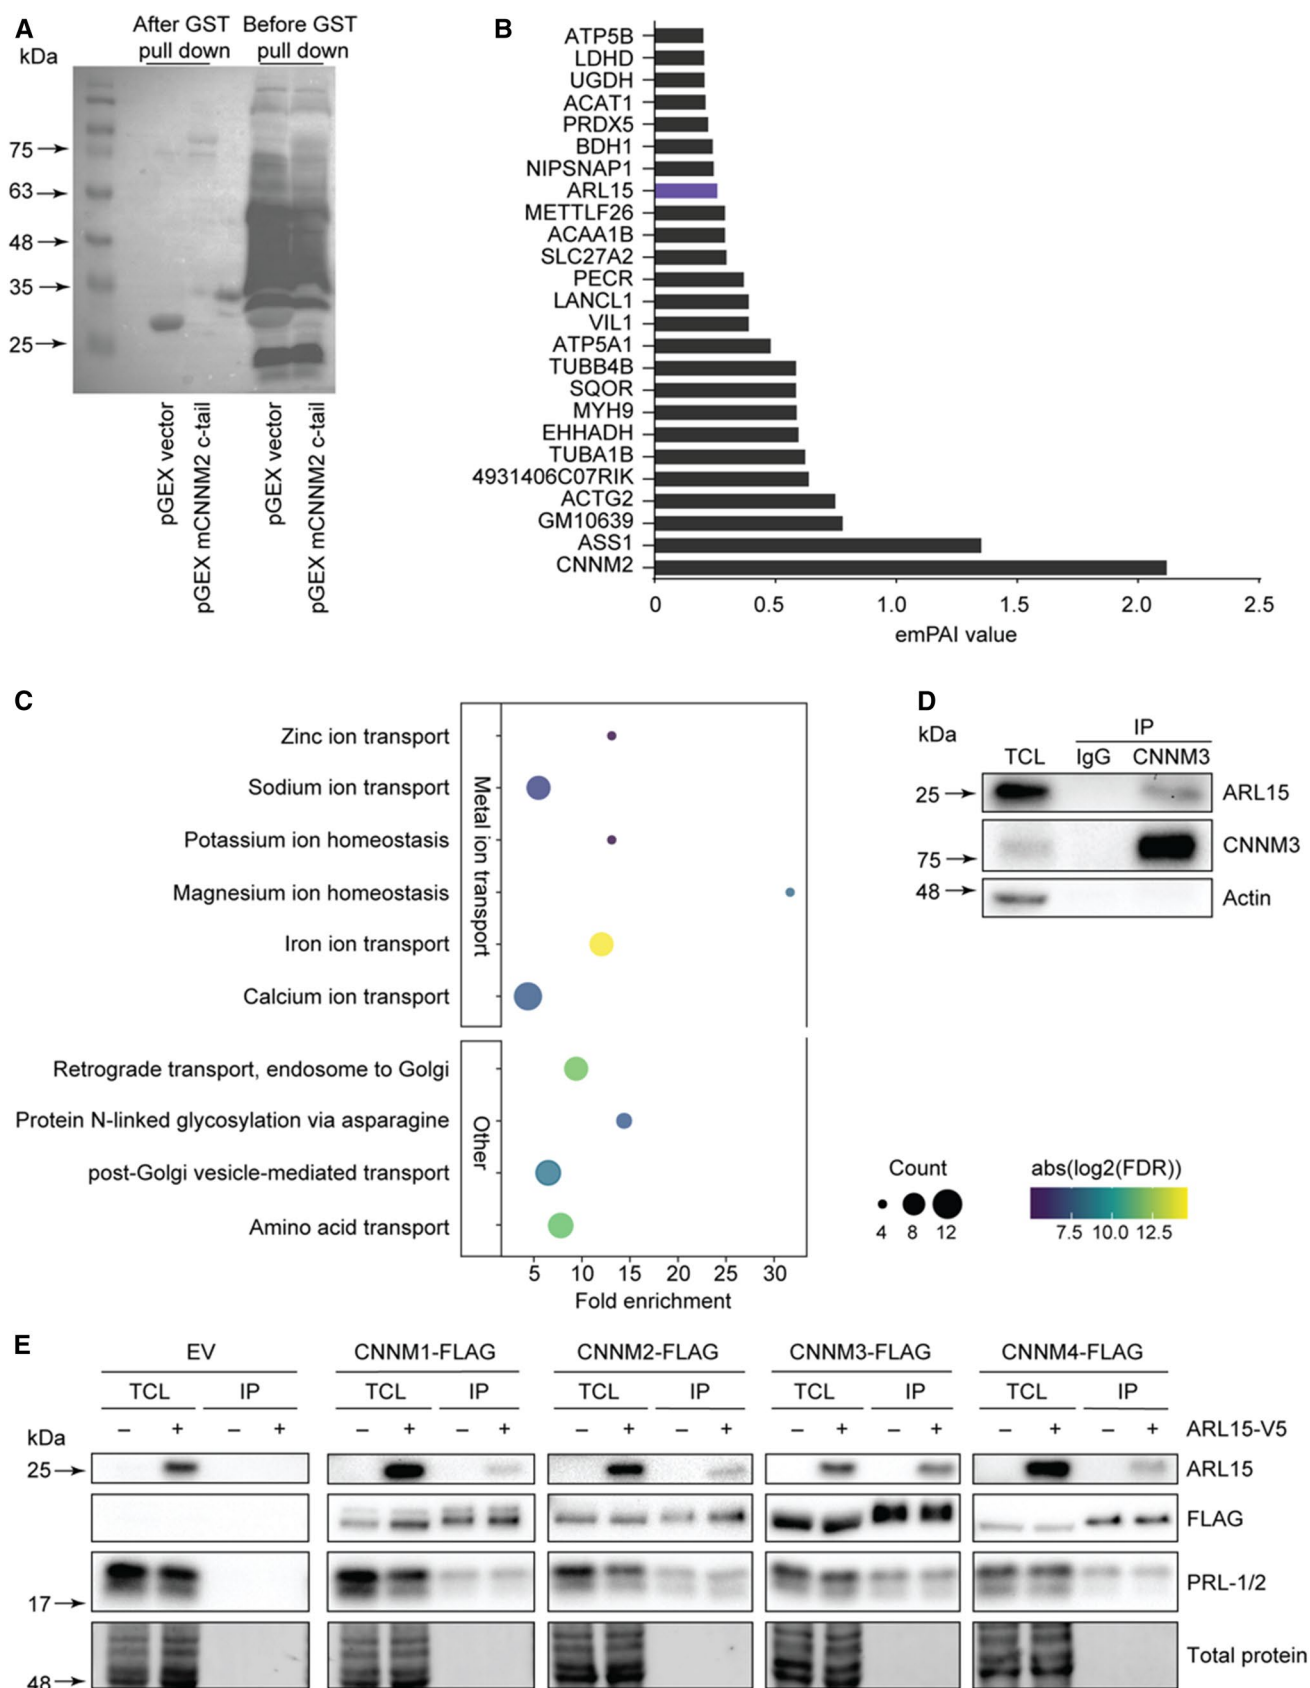 A
After GST
pull down
Before GST
pull down
kDa
75
63
48
35
25
pGEX vector
pGEX mCNNM2 c-tail
pGEX vector
pGEX mCNNM2 c-tail
B
ATP5B
LDHD
UGDH
ACAT1
PRDX5
BDH1
NIPSNAP1
ARL15
METTLF26
ACAA1B
SLC27A2
PECR
LANCL1
VIL1
ATP5A1
TUBB4B
SQOR
MYH9
EHHADH
TUBA1B
4931406C07RIK
ACTG2
GM10639
ASS1
CNNM2
0 0.5 1.0 1.5 2.0 2.5
emPAI value
C
Zinc ion transport
Sodium ion transport
Potassium ion homeostasis
Magnesium ion homeostasis
Iron ion transport
Calcium ion transport
Metal ion transport
Retrograde transport, endosome to Golgi
Protein N-linked glycosylation via asparagine
post-Golgi vesicle-mediated transport
Amino acid transport
Other
5 10 15 20 25 30
Fold enrichment
Count
4 8 12
abs(log2(FDR))
7.5 10.0 12.5
D
kDa
IP
TCL IgG CNNM3
25 ARL15
75 CNNM3
48 Actin
E
EV CNNM1-FLAG CNNM2-FLAG CNNM3-FLAG CNNM4-FLAG
TCL IP TCL IP TCL IP TCL IP TCL IP
– + – + – + – + – + – + – + – + – + – + ARL15-V5
kDa
25 ARL15
FLAG
PRL-1/2
17
Total protein
48